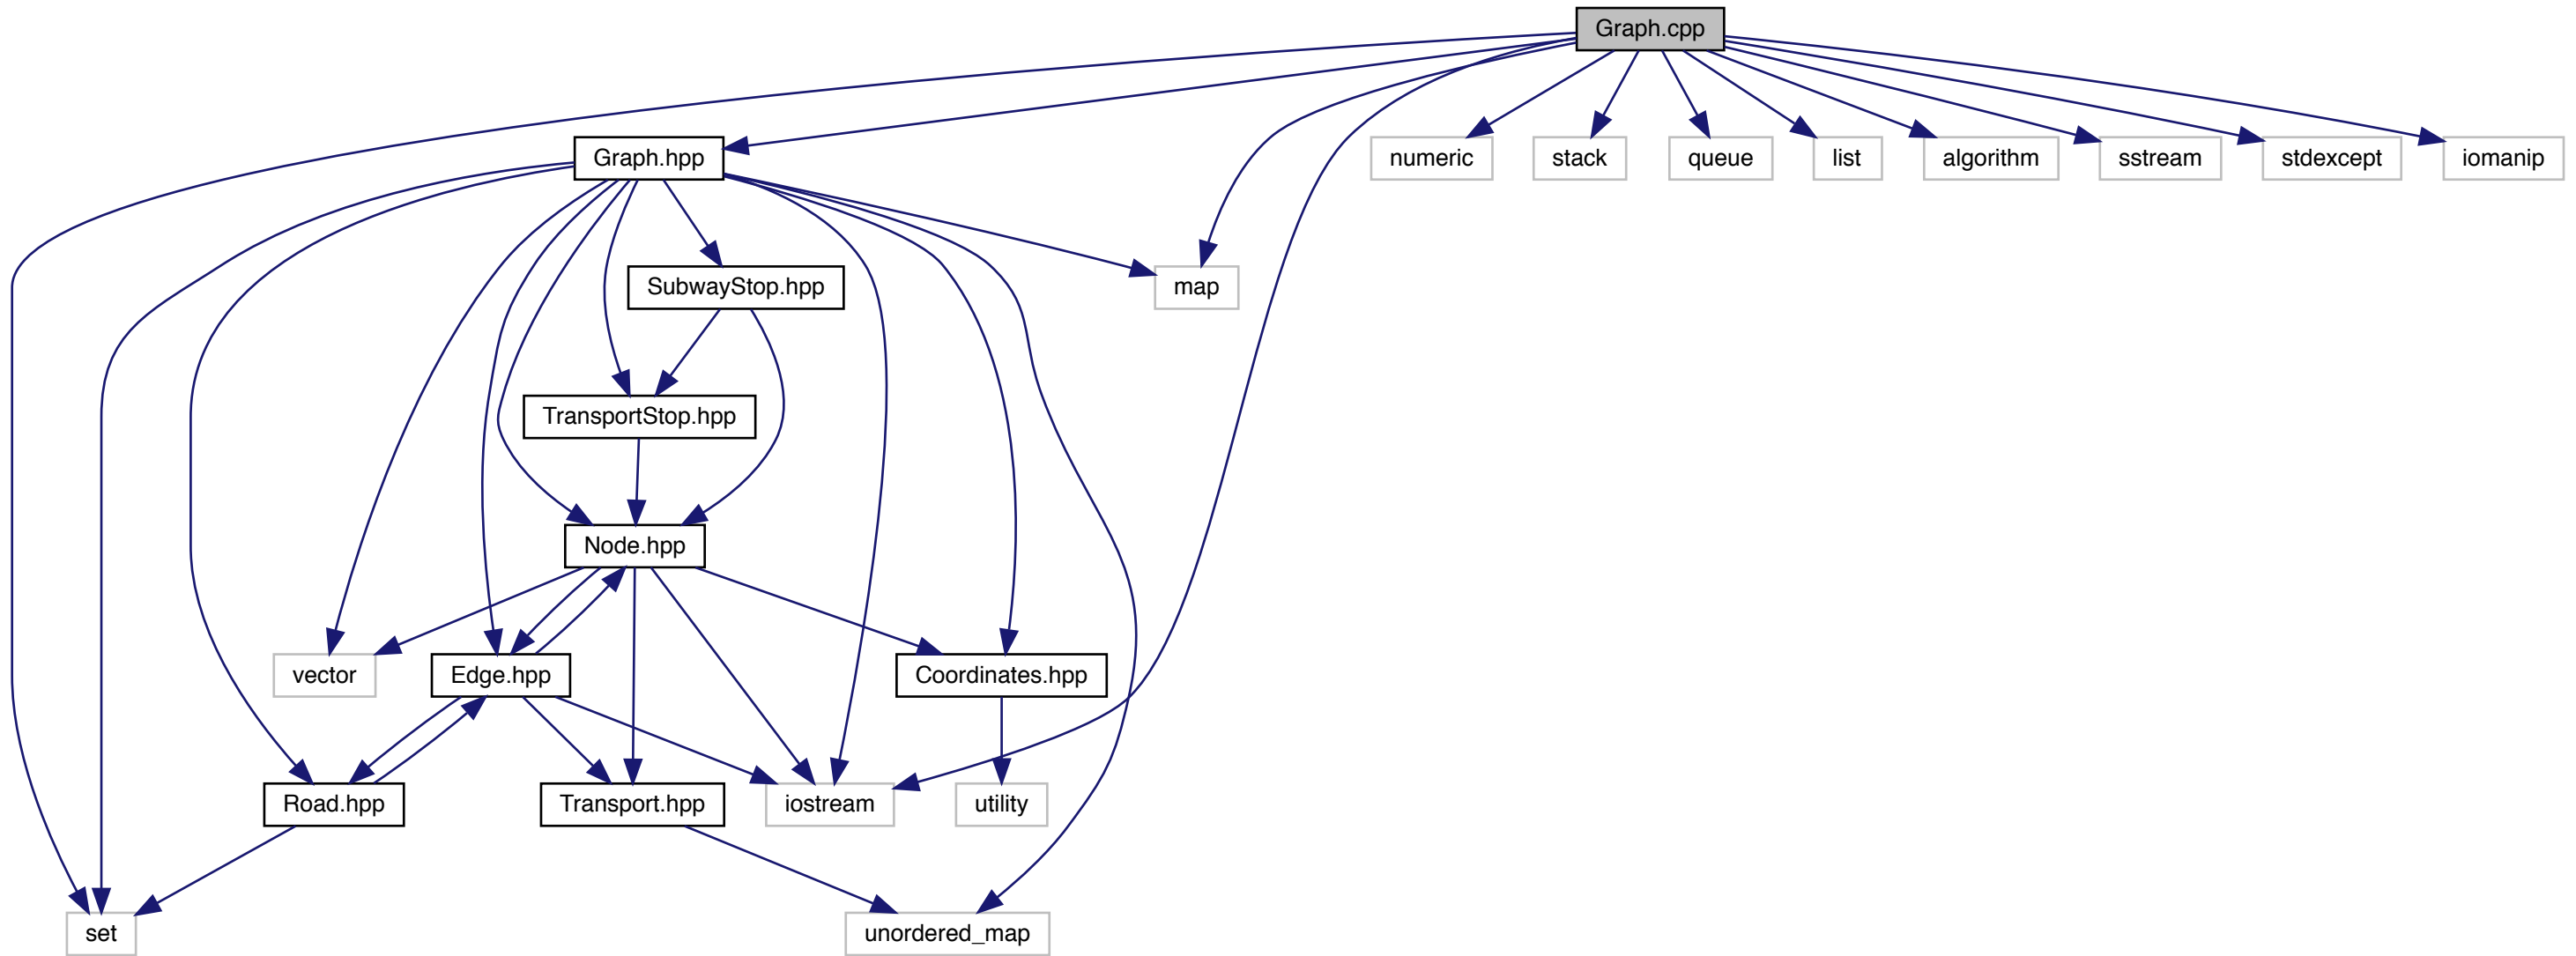 Graph.cpp
Graph.hpp
numeric
stack
queue
list
algorithm
sstream
stdexcept
iomanip
SubwayStop.hpp
map
TransportStop.hpp
Node.hpp
vector
Edge.hpp
Coordinates.hpp
Road.hpp
Transport.hpp
iostream
utility
set
unordered_map